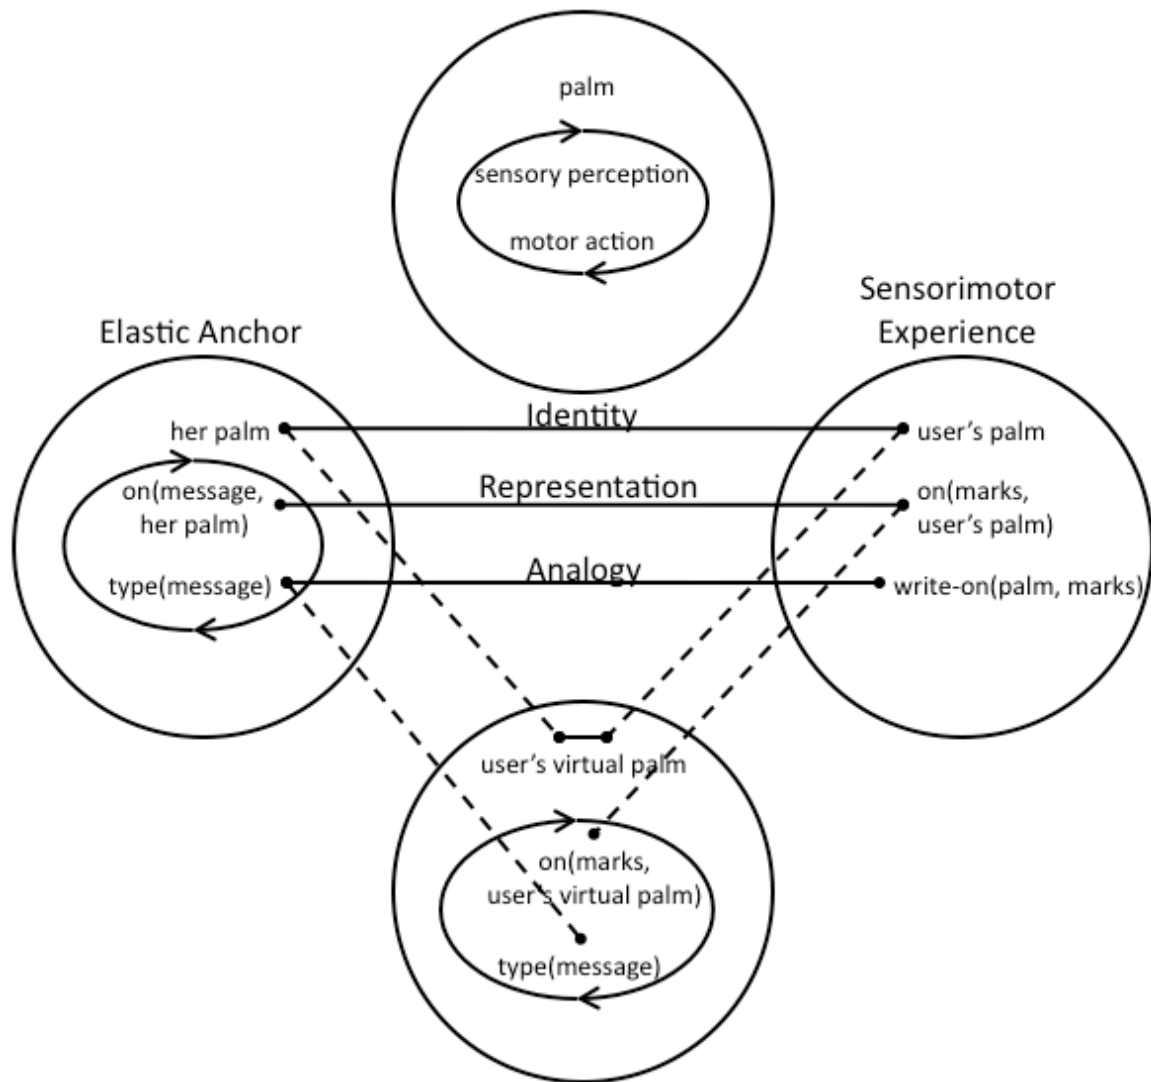 palm
sensory perception
motor action
Elastic Anchor
Sensorimotor
Experience
Identity
her palm
user’s palm
Representation
on(message,
her palm)
on(marks,
user’s palm)
Analogy
type(message)
write-on(palm, marks)
user’s virtual palm
on(marks,
user’s virtual palm)
type(message)